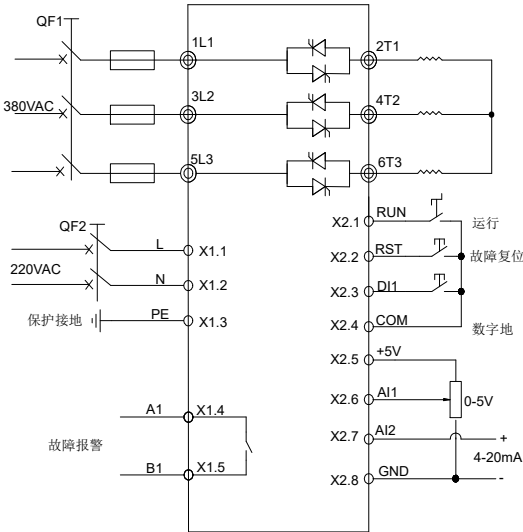 QF1
1L1
2T1
380VAC
3L2
4T2
5L3
6T3
X2.1 RUN 运行
QF2
L X1.1
X2.2 RST 故障复位
220VAC
N X1.2
X2.3 DI1
保护接地 PE X1.3
X2.4 COM 数字地
X2.5 +5V
X2.6 AI1 0-5V
A1 X1.4
X2.7 AI2 +
故障报警
4-20mA
B1 X1.5
X2.8 GND -